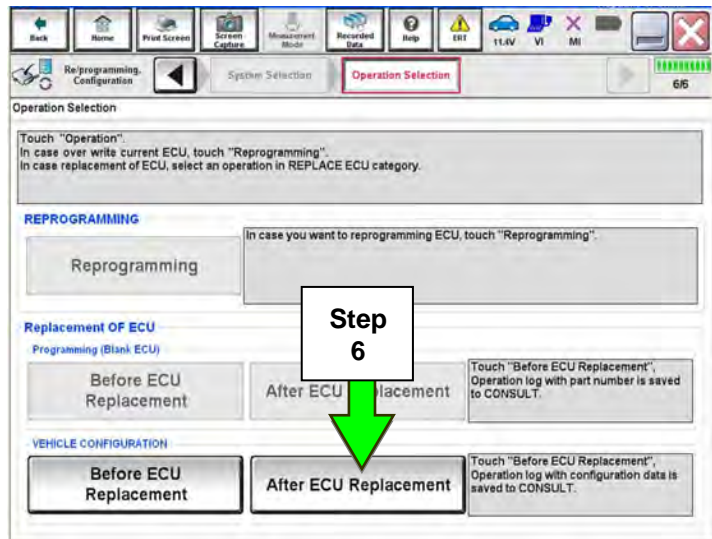 Back
Home
Print Screen
Screen
Capture
Measurement
Mode
Recorded
Data
Help
ERT
11.4V
VI
MI
Re/programming,
Configuration
System Selection
Operation Selection
6/6
Operation Selection
Touch "Operation".
In case over write current ECU, touch "Reprogramming".
In case replacement of ECU, select an operation in REPLACE ECU category.
REPROGRAMMING
Reprogramming
In case you want to reprogramming ECU, touch "Reprogramming".
Step
6
Replacement OF ECU
Programming (Blank ECU)
Before ECU
Replacement
After ECU lacement
Touch "Before ECU Replacement",
Operation log with part number is saved
to CONSULT.
VEHICLE CONFIGURATION
Before ECU
Replacement
After ECU Replacement
Touch "Before ECU Replacement",
Operation log with configuration data is
saved to CONSULT.